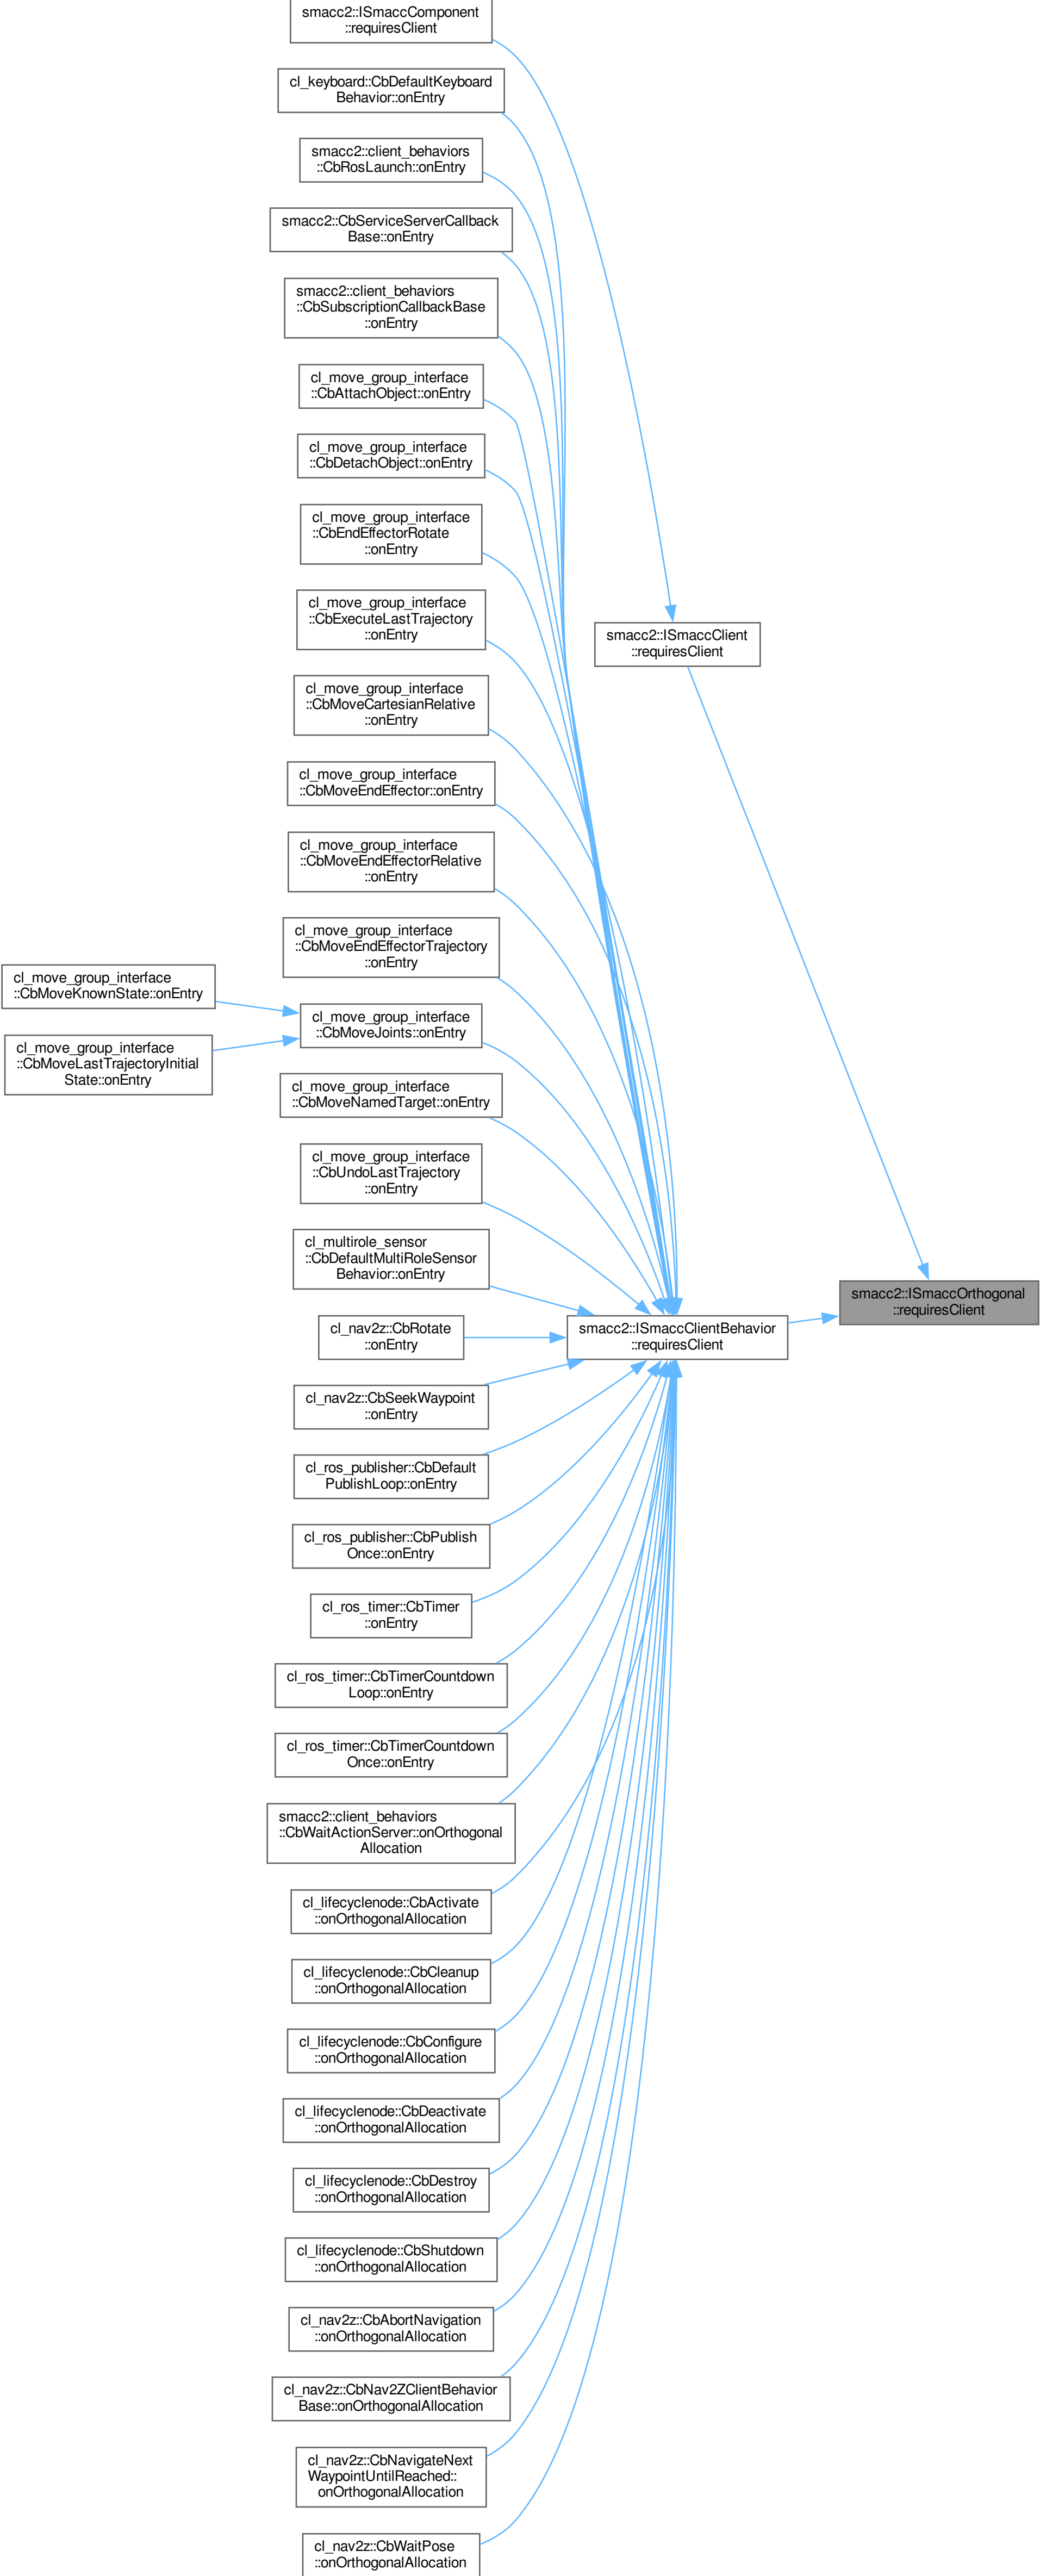 smacc2::ISmaccComponent
::requiresClient
cl_keyboard::CbDefaultKeyboard
Behavior::onEntry
smacc2::client_behaviors
::CbRosLaunch::onEntry
smacc2::CbServiceServerCallback
Base::onEntry
smacc2::client_behaviors
::CbSubscriptionCallbackBase
::onEntry
cl_move_group_interface
::CbAttachObject::onEntry
cl_move_group_interface
::CbDetachObject::onEntry
cl_move_group_interface
::CbEndEffectorRotate
::onEntry
cl_move_group_interface
::CbExecuteLastTrajectory
::onEntry
smacc2::ISmaccClient
::requiresClient
cl_move_group_interface
::CbMoveCartesianRelative
::onEntry
cl_move_group_interface
::CbMoveEndEffector::onEntry
cl_move_group_interface
::CbMoveEndEffectorRelative
::onEntry
cl_move_group_interface
::CbMoveEndEffectorTrajectory
::onEntry
cl_move_group_interface
::CbMoveKnownState::onEntry
cl_move_group_interface
::CbMoveJoints::onEntry
cl_move_group_interface
::CbMoveLastTrajectoryInitial
State::onEntry
cl_move_group_interface
::CbMoveNamedTarget::onEntry
cl_move_group_interface
::CbUndoLastTrajectory
::onEntry
cl_multirole_sensor
::CbDefaultMultiRoleSensor
Behavior::onEntry
smacc2::ISmaccOrthogonal
::requiresClient
cl_nav2z::CbRotate
::onEntry
smacc2::ISmaccClientBehavior
::requiresClient
cl_nav2z::CbSeekWaypoint
::onEntry
cl_ros_publisher::CbDefault
PublishLoop::onEntry
cl_ros_publisher::CbPublish
Once::onEntry
cl_ros_timer::CbTimer
::onEntry
cl_ros_timer::CbTimerCountdown
Loop::onEntry
cl_ros_timer::CbTimerCountdown
Once::onEntry
smacc2::client_behaviors
::CbWaitActionServer::onOrthogonal
Allocation
cl_lifecyclenode::CbActivate
::onOrthogonalAllocation
cl_lifecyclenode::CbCleanup
::onOrthogonalAllocation
cl_lifecyclenode::CbConfigure
::onOrthogonalAllocation
cl_lifecyclenode::CbDeactivate
::onOrthogonalAllocation
cl_lifecyclenode::CbDestroy
::onOrthogonalAllocation
cl_lifecyclenode::CbShutdown
::onOrthogonalAllocation
cl_nav2z::CbAbortNavigation
::onOrthogonalAllocation
cl_nav2z::CbNav2ZClientBehavior
Base::onOrthogonalAllocation
cl_nav2z::CbNavigateNext
WaypointUntilReached::
onOrthogonalAllocation
cl_nav2z::CbWaitPose
::onOrthogonalAllocation